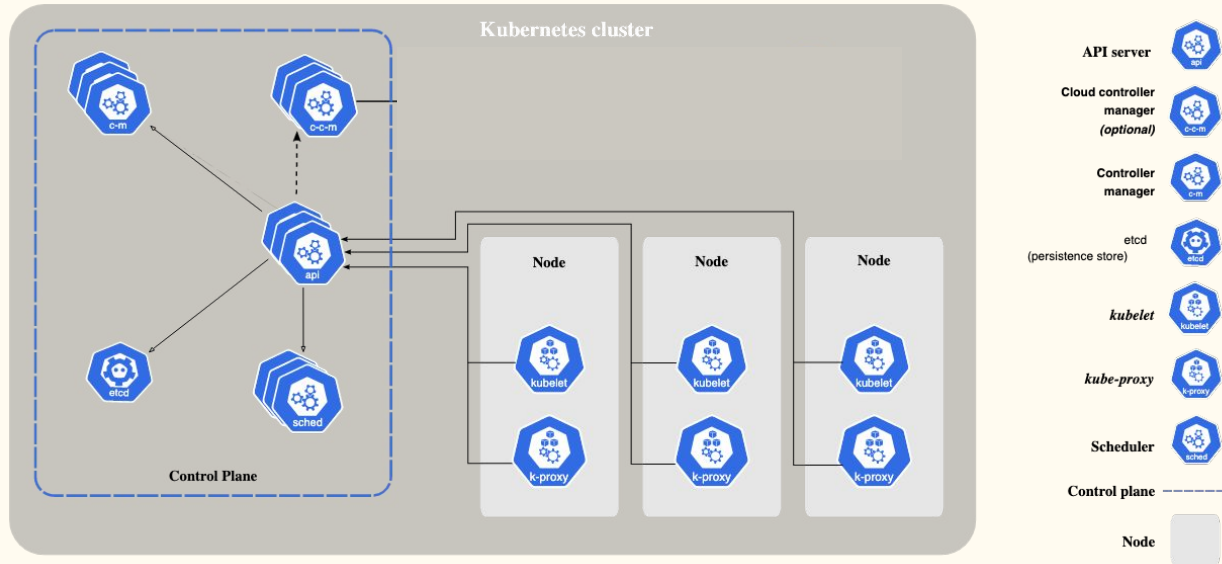 Kubernetes cluster
c-m
c-c-m
api
etcd
sched
Control Plane
Node
kubelet
k-proxy
Node
kubelet
k-proxy
Node
kubelet
k-proxy
API server
api
Cloud controller
manager
(optional)
c-c-m
Controller
manager
c-m
etcd
(persistence store)
etcd
kubelet
kubelet
kube-proxy
k-proxy
Scheduler
sched
Control plane
Node